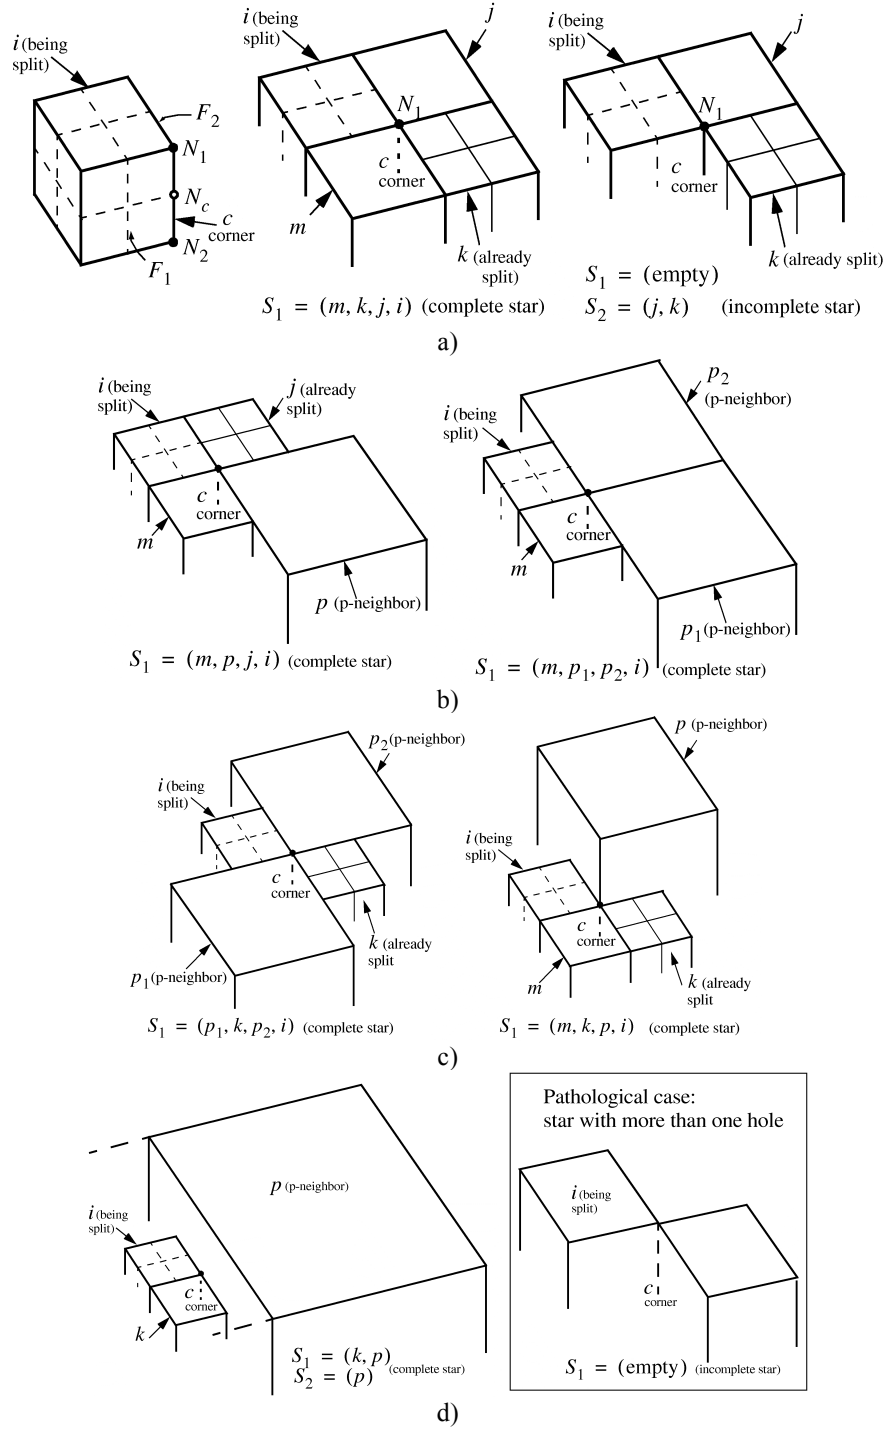 i (being
split)
F2
N1
Nc
c
corner
N2
F1
i (being
split)
j
N1
c
corner
m
k (already
split)
S1 = (m, k, j, i) (complete star)
i (being
split)
j
N1
c
corner
k (already split)
S1 = (empty)
S2 = (j, k) (incomplete star)
a)
i (being
split)
j (already
split)
c
corner
m
p (p-neighbor)
S1 = (m, p, j, i) (complete star)
p2
(p-neighbor)
i (being
split)
c
corner
m
p1 (p-neighbor)
S1 = (m, p1, p2, i) (complete star)
b)
p2 (p-neighbor)
i (being
split)
c
corner
k (already
split
p1 (p-neighbor)
S1 = (p1, k, p2, i) (complete star)
p (p-neighbor)
i (being
split)
c
corner
m
k (already
split
S1 = (m, k, p, i) (complete star)
c)
p (p-neighbor)
i (being
split)
c
corner
k
S1 = (k, p)
S2 = (p) (complete star)
Pathological case:
star with more than one hole
i (being
split)
c
corner
S1 = (empty) (incomplete star)
d)